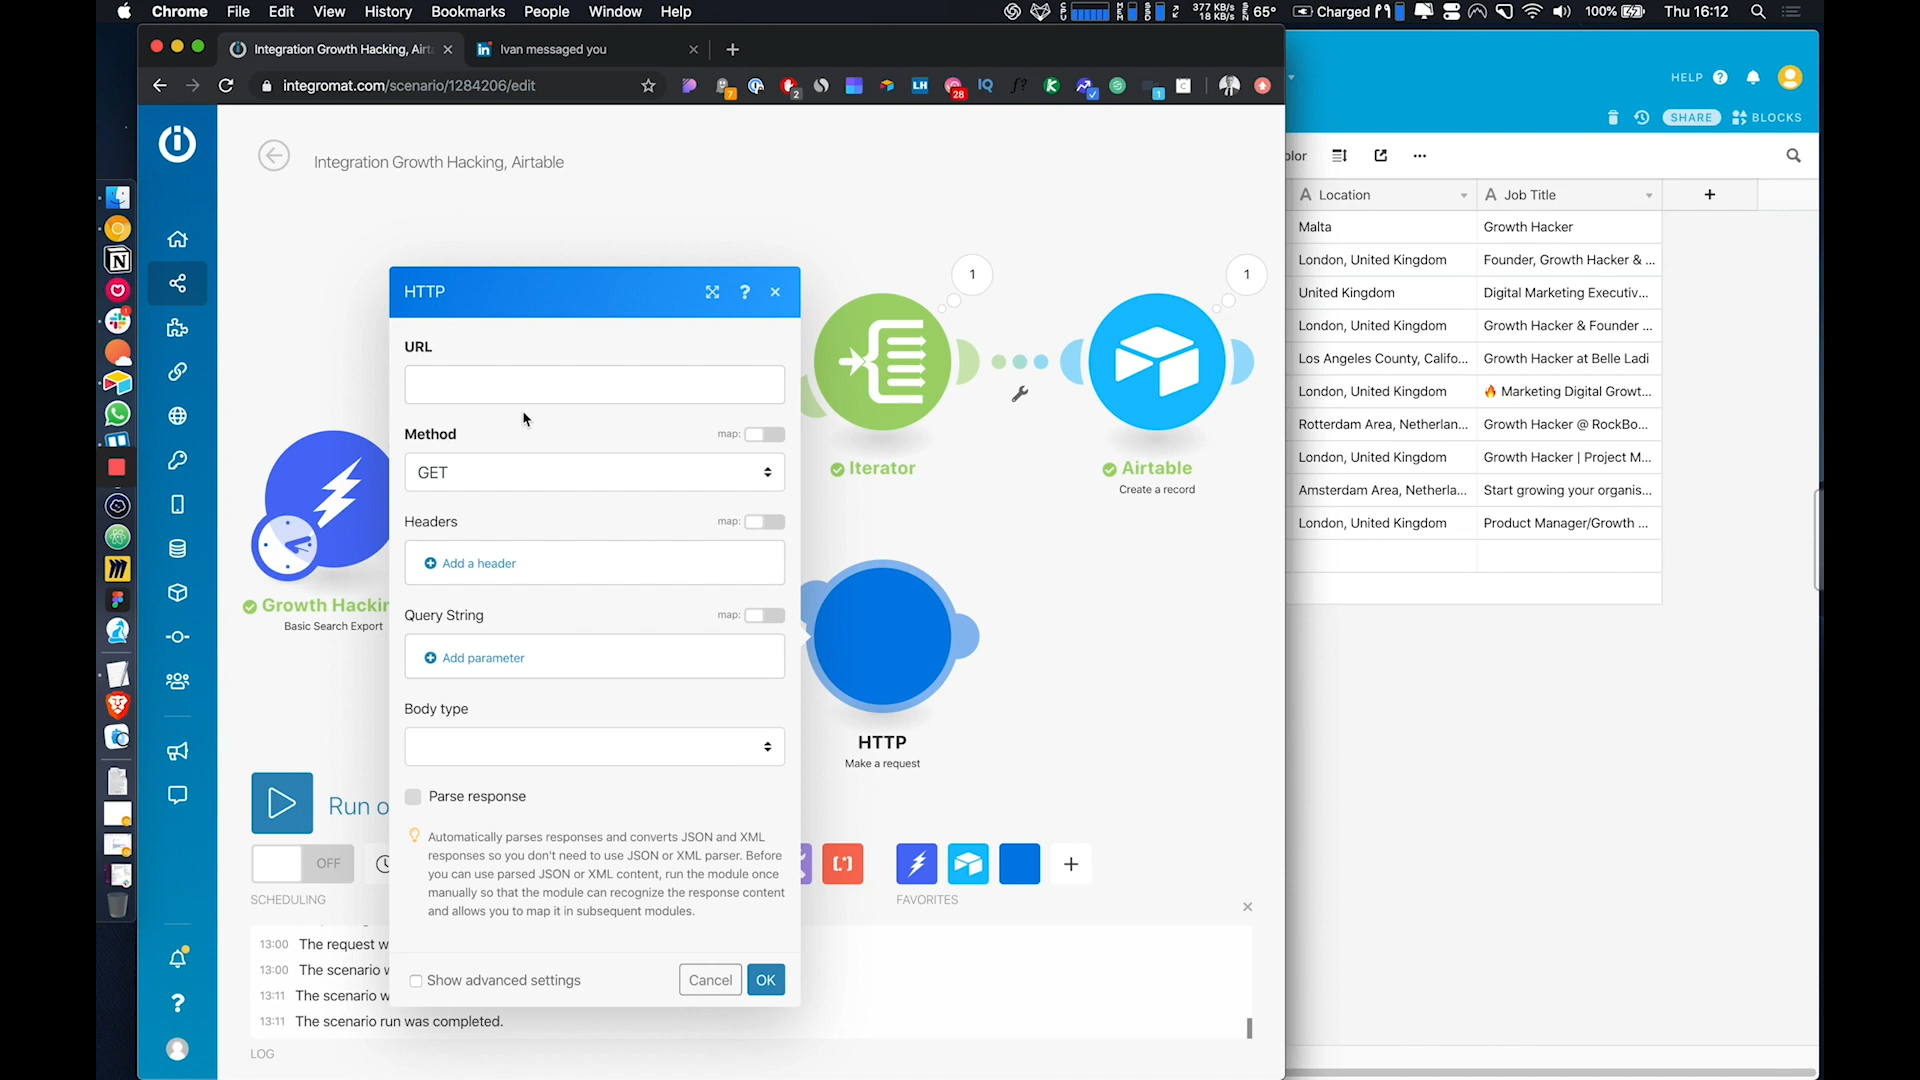 Chrome File Edit View History Bookmarks People Window Help
377 KB/s
18 KB/s
65° Charged 100% Thu 16:12
Integration Growth Hacking, Airt
Ivan messaged you
integromat.com/scenario/1284206/edit
7
2
LH
28
IQ
f?
1
HELP
SHARE
BLOCKS
Integration Growth Hacking, Airtable
olor
Location
Job Title
Malta
Growth Hacker
London, United Kingdom
Founder, Growth Hacker & ...
United Kingdom
Digital Marketing Executiv...
London, United Kingdom
Growth Hacker & Founder ...
Los Angeles County, Califo...
Growth Hacker at Belle Ladi
London, United Kingdom
🔥 Marketing Digital Growt...
Rotterdam Area, Netherlan...
Growth Hacker @ RockBo...
London, United Kingdom
Growth Hacker | Project M...
Amsterdam Area, Netherla...
Start growing your organis...
London, United Kingdom
Product Manager/Growth ...
HTTP
URL
Method
map:
GET
Headers
map:
Add a header
Query String
map:
Add parameter
Body type
Parse response
Automatically parses responses and converts JSON and XML
responses so you don't need to use JSON or XML parser. Before
you can use parsed JSON or XML content, run the module once
manually so that the module can recognize the response content
and allows you to map it in subsequent modules.
Show advanced settings
Cancel
OK
1
1
Iterator
Airtable
Create a record
Growth Hackin
Basic Search Export
HTTP
Make a request
Run o
OFF
SCHEDULING
FAVORITES
13:00 The request w
13:00 The scenario w
13:11 The scenario w
13:11 The scenario run was completed.
LOG